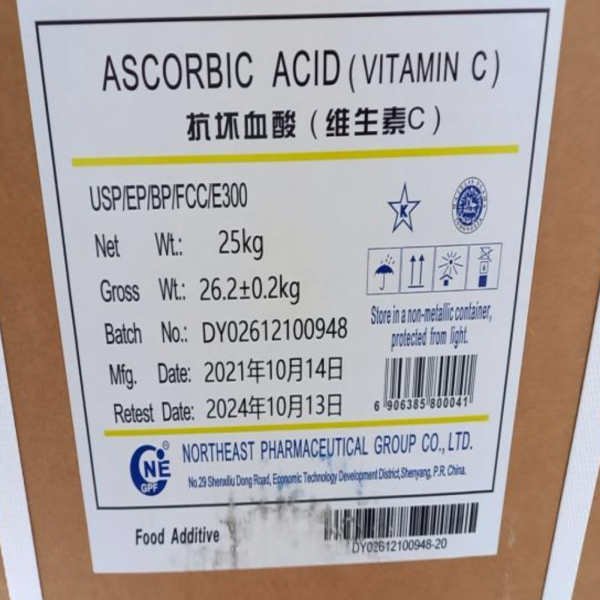 ASCORBIC ACID (VITAMIN C)
抗坏血酸（维生素C）
USP/EP/BP/FCC/E300
Net Wt.: 25kg
Gross Wt.: 26.2±0.2kg
Batch No.: DY02612100948
Mfg. Date: 2021年10月14日
Retest Date: 2024年10月13日
K
Store in a non-metallic container,
protected from light.
6 906385 800041
NE
GPF
®
NORTHEAST PHARMACEUTICAL GROUP CO., LTD.
No.29 Shenxiliu Dong Road, Economic Technology Development District, Shenyang, P.R. China.
Food Additive
DY02612100948-20